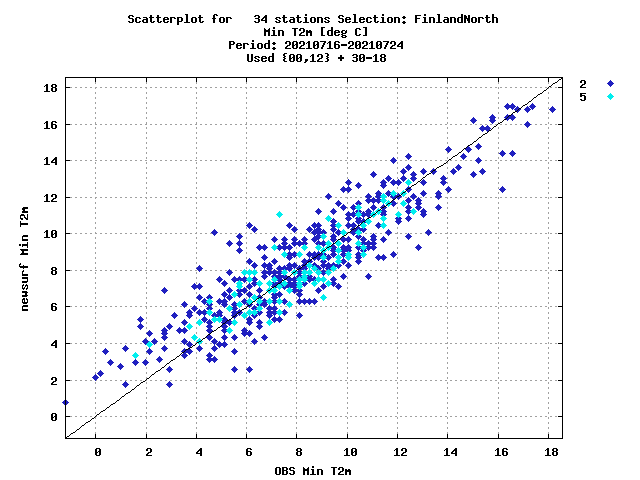 Scatterplot for   34 stations Selection: FinlandNorth
Min T2m [deg C]
Period: 20210716-20210724
Used {00,12} + 30-18
2
5
18
16
14
12
10
8
6
4
2
0
newsurf Min T2m
0 2 4 6 8 10 12 14 16 18
OBS Min T2m